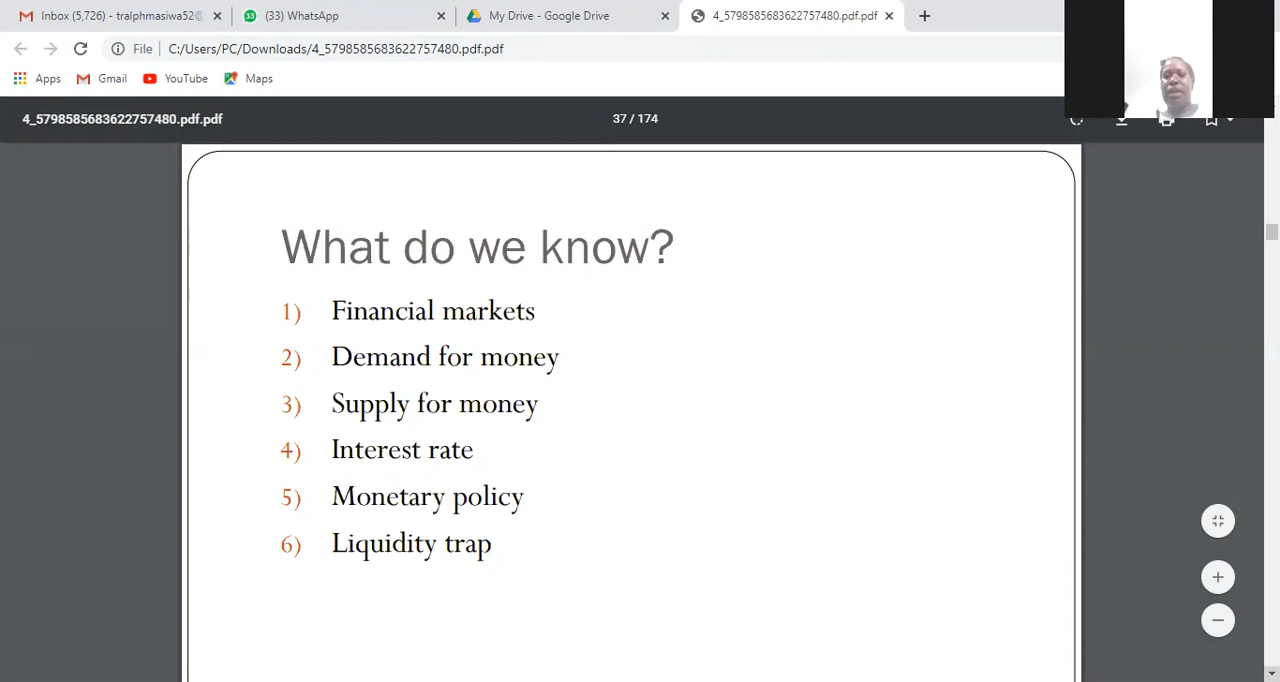 Inbox (5,726) - tralphmasiwa52@
(33) WhatsApp
My Drive - Google Drive
4_5798585683622757480.pdf.pdf
File
C:/Users/PC/Downloads/4_5798585683622757480.pdf.pdf
Apps
Gmail
YouTube
Maps
4_5798585683622757480.pdf.pdf
37 / 174
What do we know?
1) Financial markets
2) Demand for money
3) Supply for money
4) Interest rate
5) Monetary policy
6) Liquidity trap